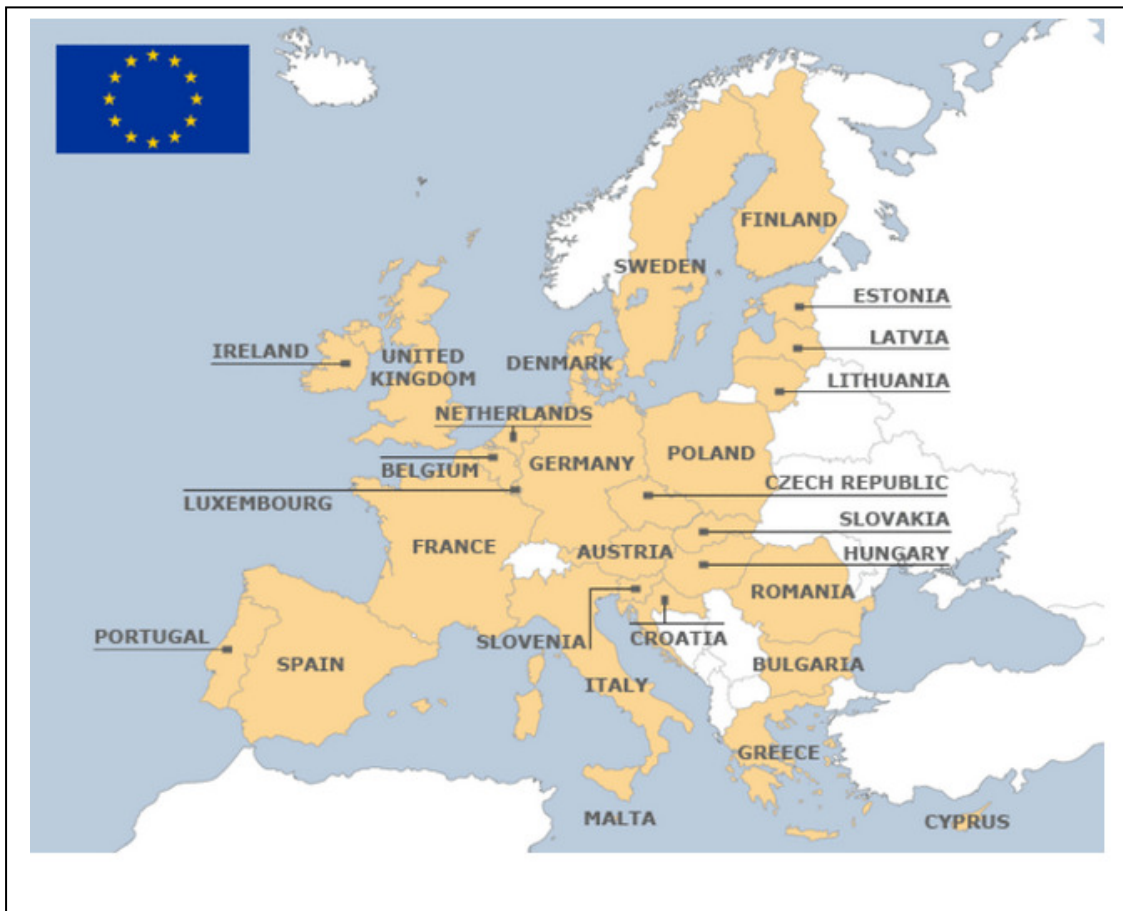 FINLAND
SWEDEN
ESTONIA
IRELAND
LATVIA
UNITED
KINGDOM
DENMARK
LITHUANIA
NETHERLANDS
BELGIUM
GERMANY
POLAND
LUXEMBOURG
CZECH REPUBLIC
SLOVAKIA
FRANCE
AUSTRIA
HUNGARY
ROMANIA
PORTUGAL
SPAIN
SLOVENIA
CROATIA
BULGARIA
ITALY
GREECE
MALTA
CYPRUS